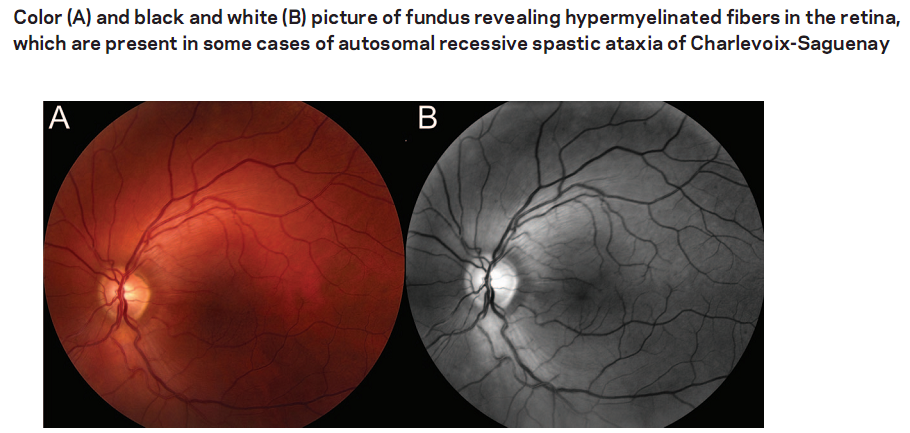 Color (A) and black and white (B) picture of fundus revealing hypermyelinated fibers in the retina,
which are present in some cases of autosomal recessive spastic ataxia of Charlevoix-Saguenay
A B